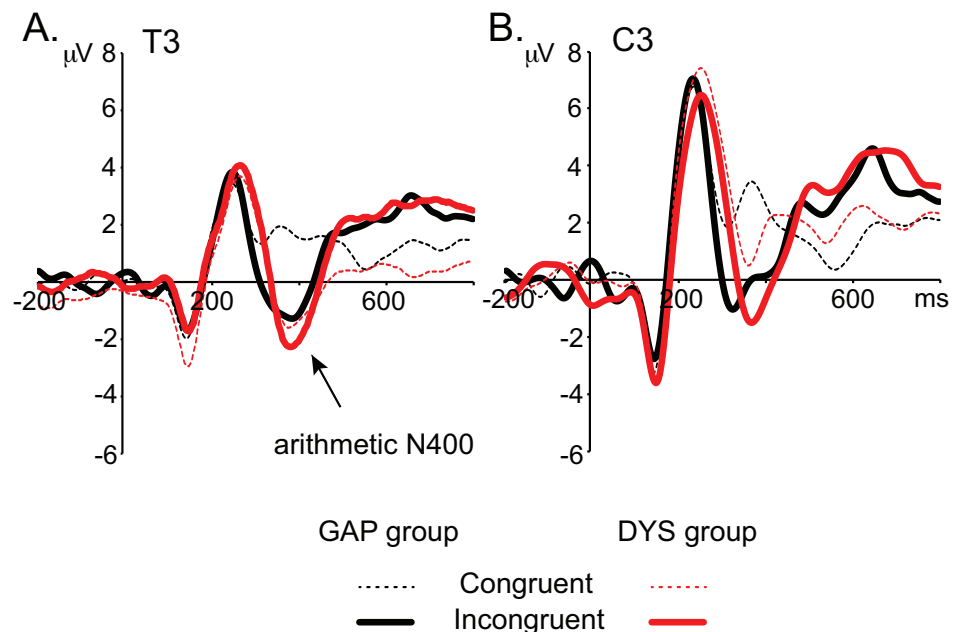 A.
T3
μV
8
6
4
2
-2
-4
-6
-200
200
600
arithmetic N400
B.
C3
μV
8
6
4
2
-2
-4
-6
-200
200
600
ms
GAP group DYS group
Congruent
Incongruent